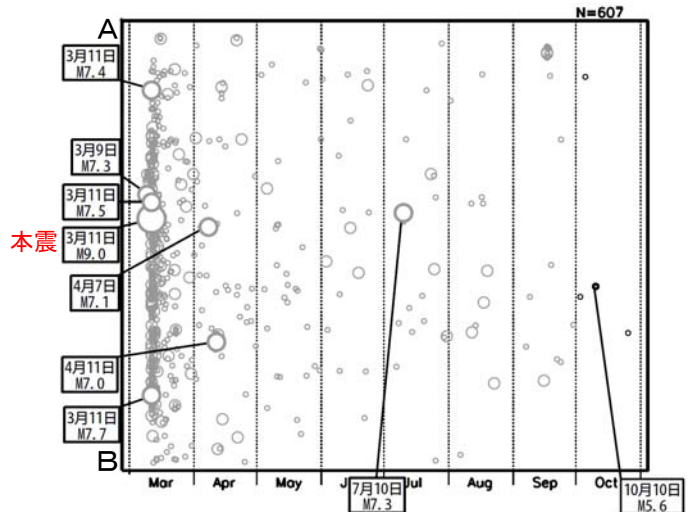 N=607
A
3月11日
M7.4
3月9日
M7.3
3月11日
M7.5
本震
3月11日
M9.0
4月7日
M7.1
4月11日
M7.0
3月11日
M7.7
B
Mar
Apr
May
Jul
Aug
Sep
Oct
7月10日
M7.3
10月10日
M5.6